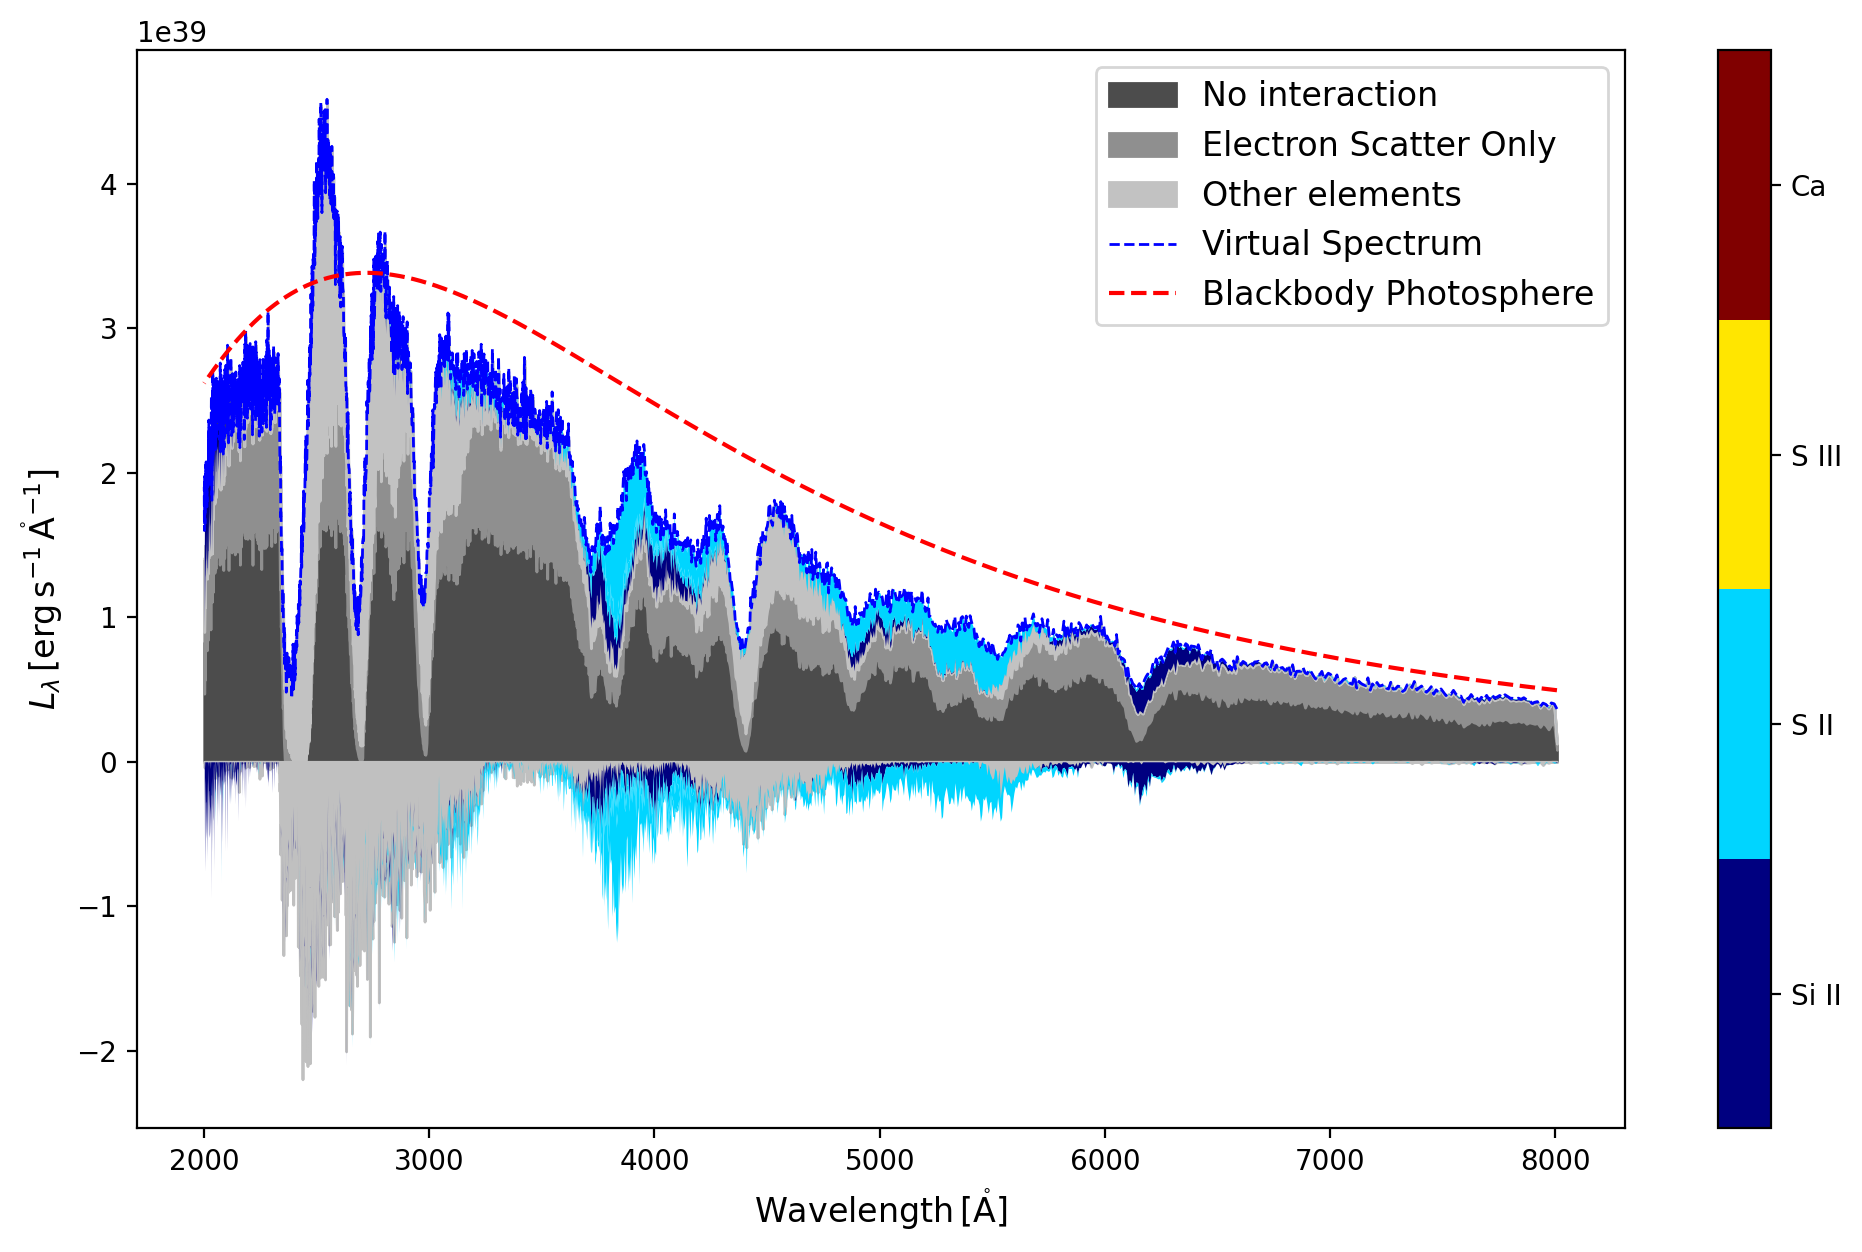 1e39
No interaction
Electron Scatter Only
Other elements
Virtual Spectrum
Blackbody Photosphere
4
3
2
1
0
−1
−2
L_λ [erg s⁻¹ Å⁻¹]
2000 3000 4000 5000 6000 7000 8000
Wavelength [Å]
Ca
S III
S II
Si II